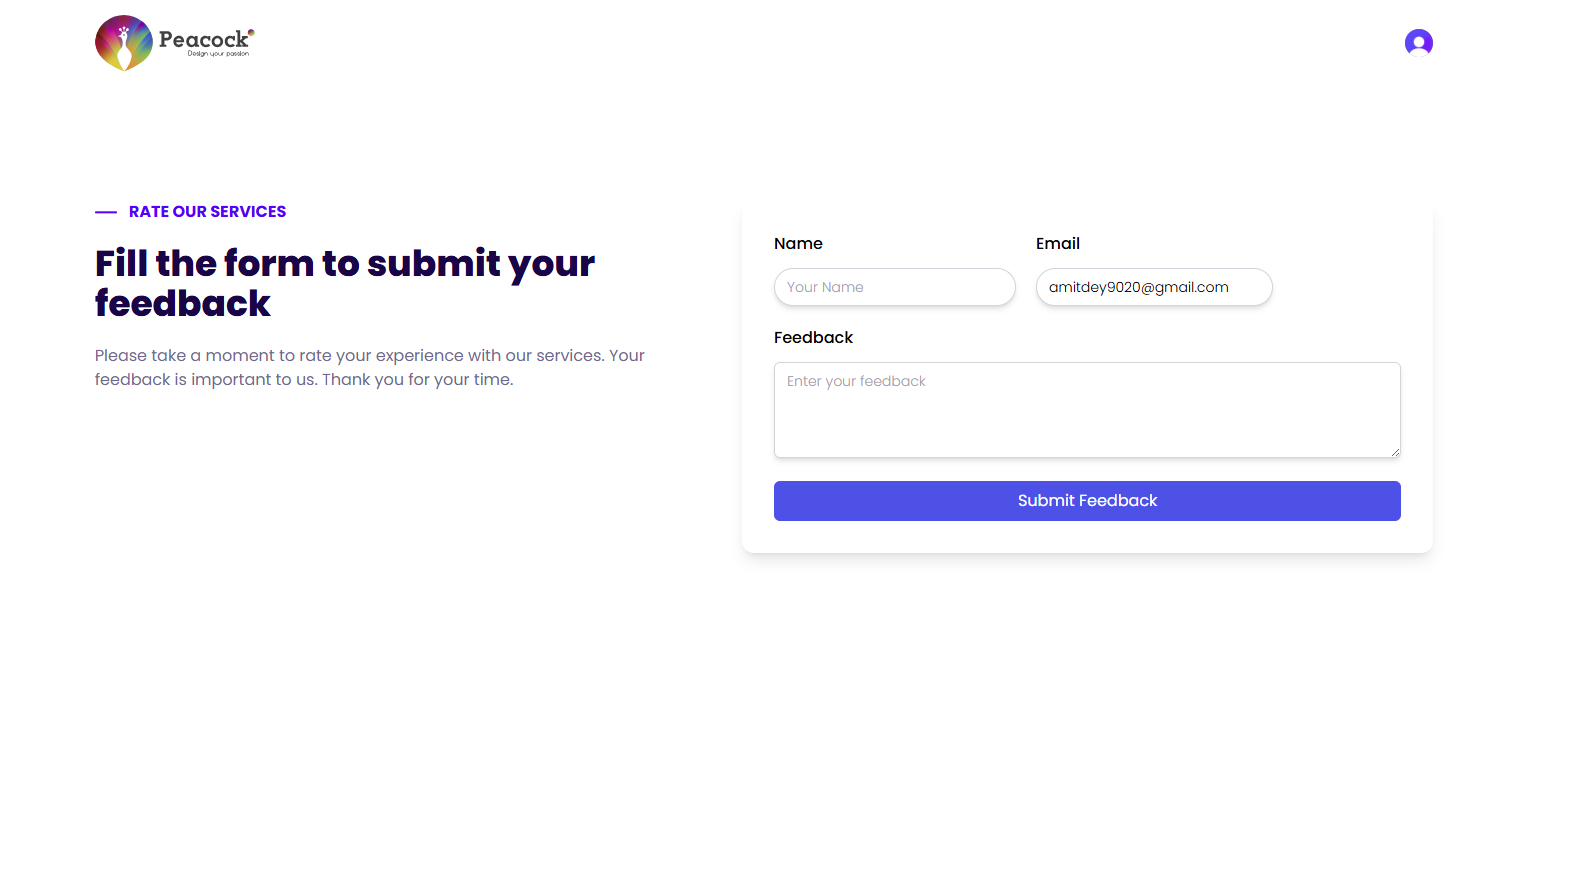 Peacock
Design your passion
RATE OUR SERVICES
Fill the form to submit your
feedback
Please take a moment to rate your experience with our services. Your
feedback is important to us. Thank you for your time.
Name
Email
Your Name
amitdey9020@gmail.com
Feedback
Enter your feedback
Submit Feedback